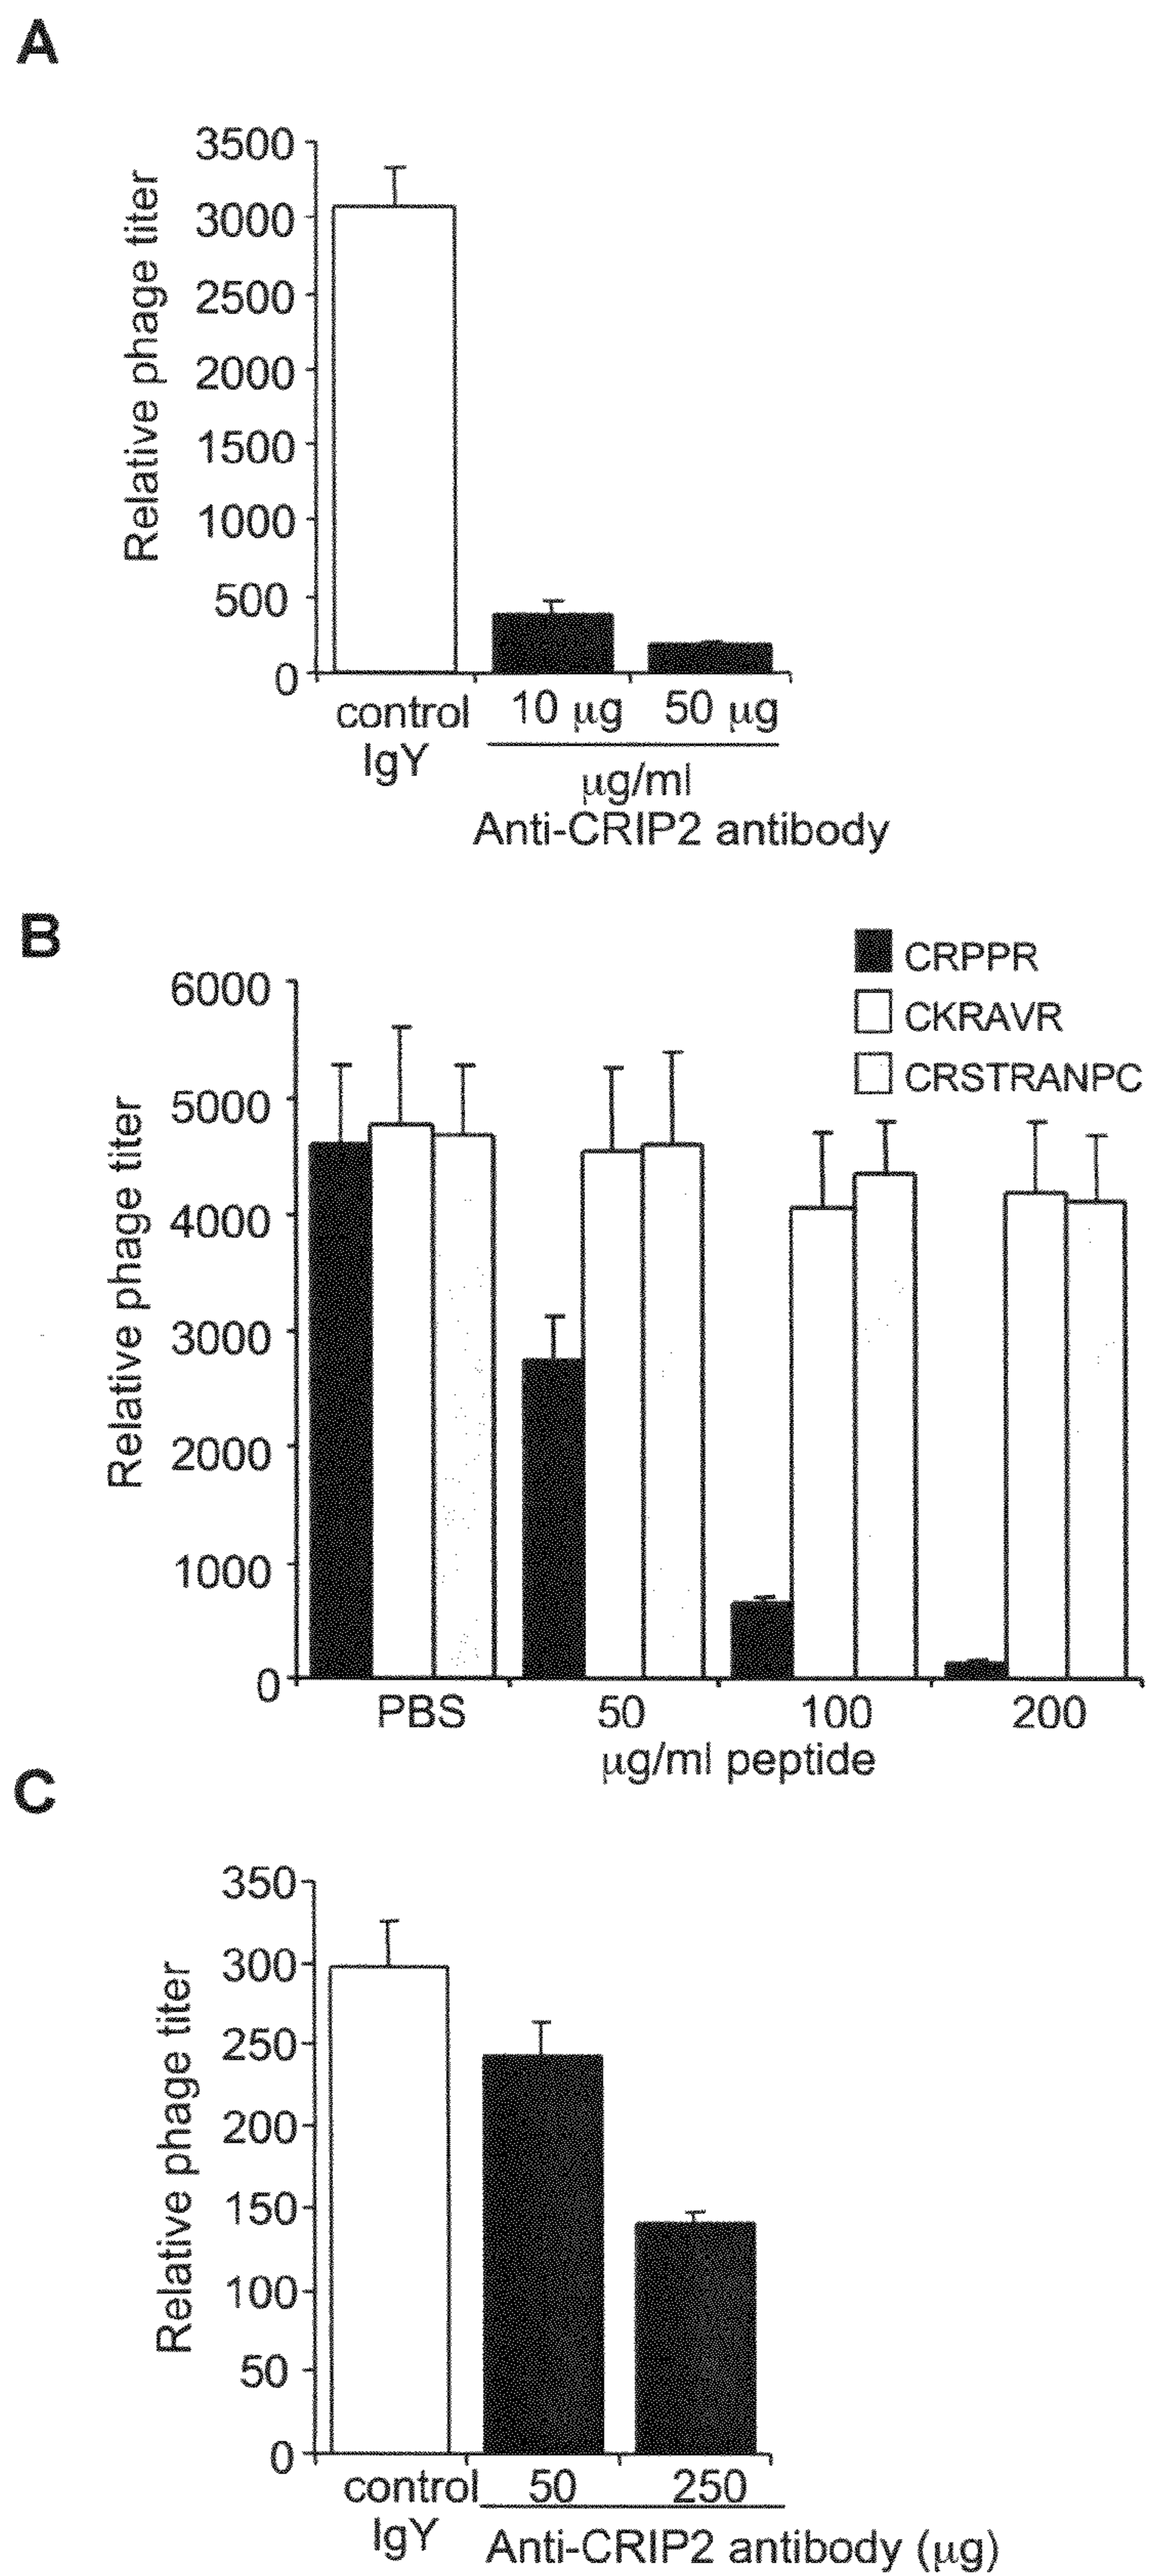 A
Relative phage titer
3500
3000
2500
2000
1500
1000
500
0
control
IgY
10 μg 50 μg
μg/ml
Anti-CRIP2 antibody
B
CRPPR
CKRAVR
CRSTRANPC
Relative phage titer
6000
5000
4000
3000
2000
1000
0
PBS 50 100 200
μg/ml peptide
C
Relative phage titer
350
300
250
200
150
100
50
0
control
IgY
50 250
Anti-CRIP2 antibody (μg)